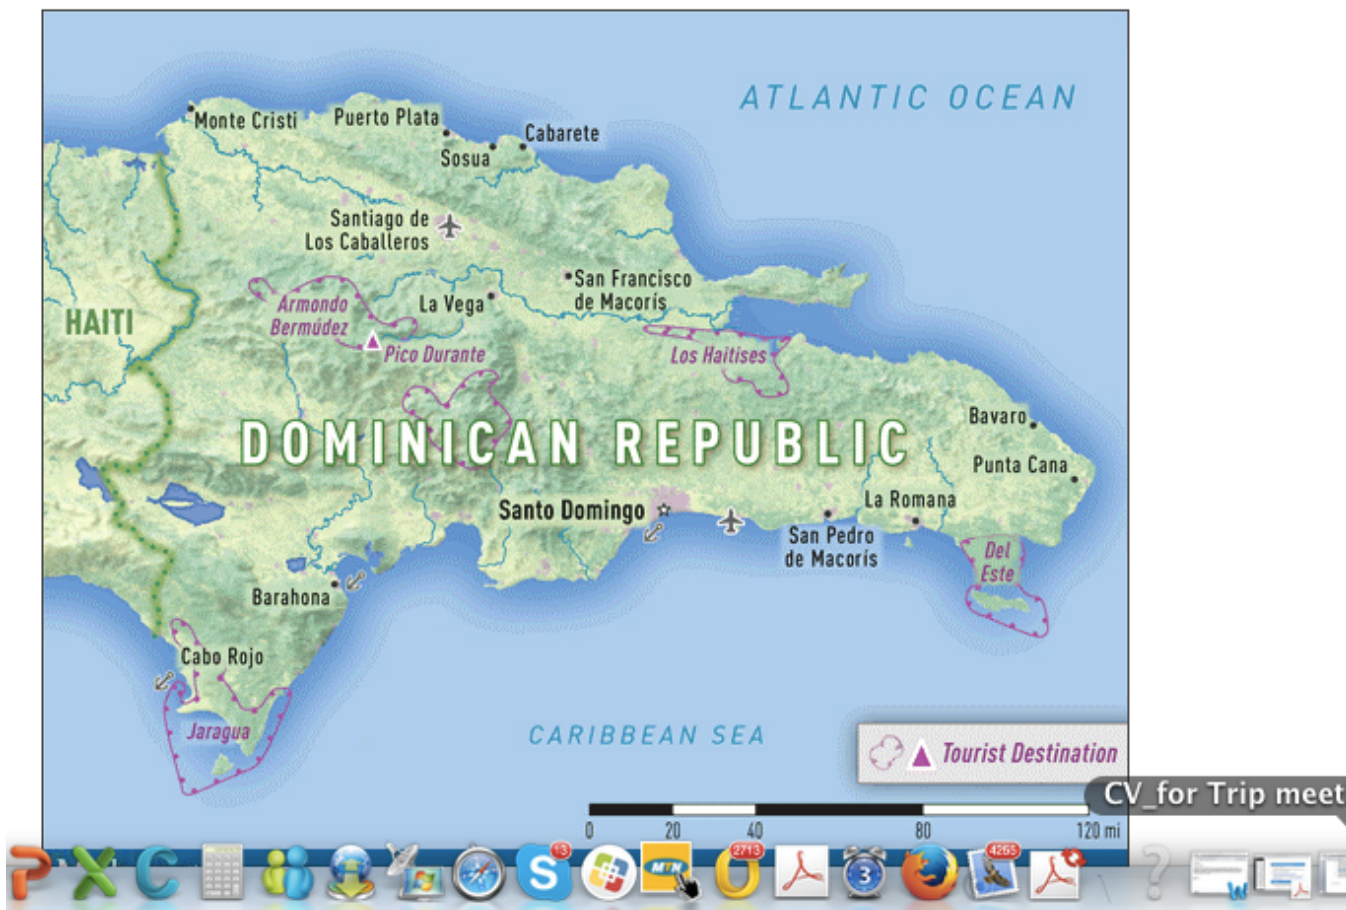 ATLANTIC OCEAN
Monte Cristi
Puerto Plata
Cabarete
Sosua
Santiago de
Los Caballeros
San Francisco
de Macorís
La Vega
Armondo
Bermúdez
HAITI
Pico Durante
Los Haitises
DOMINICAN REPUBLIC
Bavaro
Punta Cana
La Romana
Santo Domingo
San Pedro
de Macorís
Del
Este
Barahona
Cabo Rojo
Jaragua
CARIBBEAN SEA
Tourist Destination
CV_for Trip meet
0 20 40 80 120 mi
13
MTN
2713
3
4265